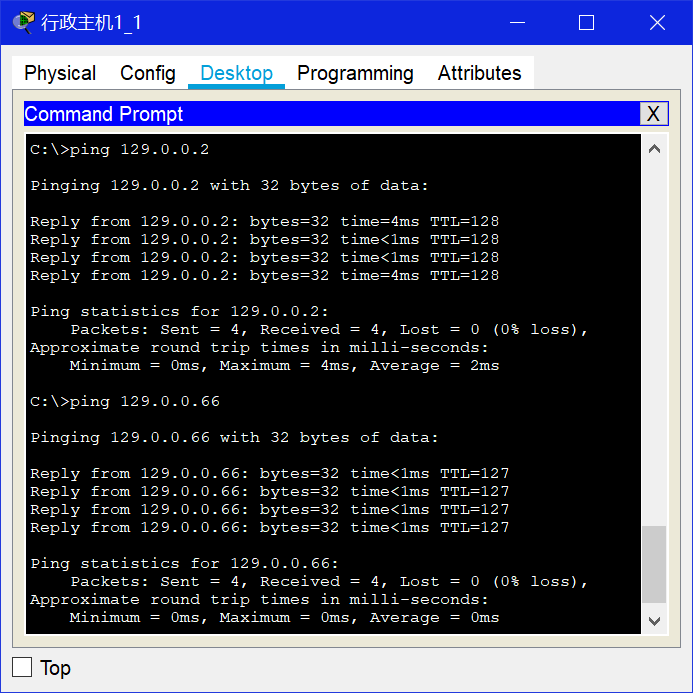 行政主机1_1
Physical Config Desktop Programming Attributes
Command Prompt X
C:\>ping 129.0.0.2
Pinging 129.0.0.2 with 32 bytes of data:
Reply from 129.0.0.2: bytes=32 time=4ms TTL=128
Reply from 129.0.0.2: bytes=32 time<1ms TTL=128
Reply from 129.0.0.2: bytes=32 time<1ms TTL=128
Reply from 129.0.0.2: bytes=32 time=4ms TTL=128
Ping statistics for 129.0.0.2:
Packets: Sent = 4, Received = 4, Lost = 0 (0% loss),
Approximate round trip times in milli-seconds:
Minimum = 0ms, Maximum = 4ms, Average = 2ms
C:\>ping 129.0.0.66
Pinging 129.0.0.66 with 32 bytes of data:
Reply from 129.0.0.66: bytes=32 time<1ms TTL=127
Reply from 129.0.0.66: bytes=32 time<1ms TTL=127
Reply from 129.0.0.66: bytes=32 time<1ms TTL=127
Reply from 129.0.0.66: bytes=32 time<1ms TTL=127
Ping statistics for 129.0.0.66:
Packets: Sent = 4, Received = 4, Lost = 0 (0% loss),
Approximate round trip times in milli-seconds:
Minimum = 0ms, Maximum = 0ms, Average = 0ms
Top